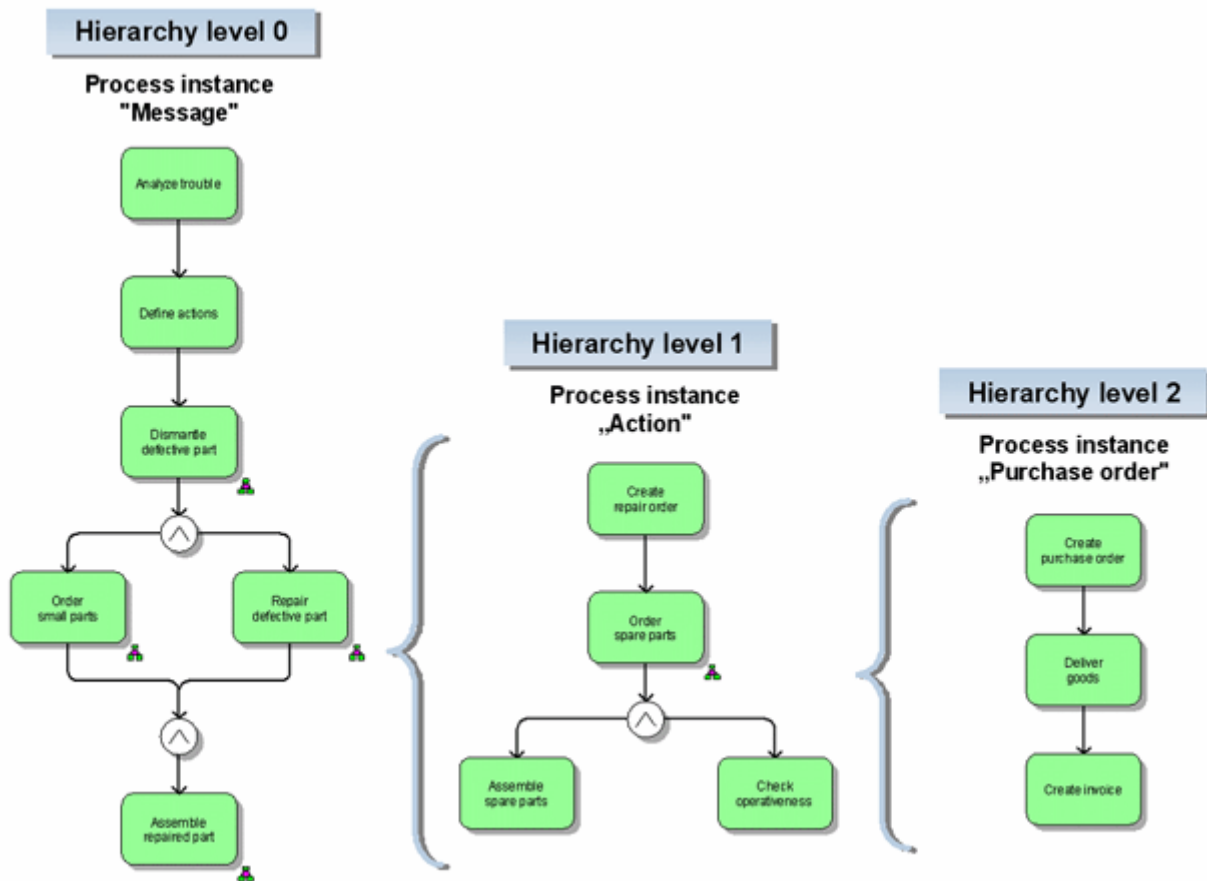 Hierarchy level 0
Process instance
"Message"
Analyze trouble
Define actions
Dismantle
defective part
Order
small parts
Repair
defective part
Assemble
repaired part
Hierarchy level 1
Process instance
„Action"
Create
repair order
Order
spare parts
Assemble
spare parts
Check
operativeness
Hierarchy level 2
Process instance
„Purchase order"
Create
purchase order
Deliver
goods
Create invoice